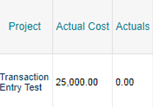 Project Actual Cost Actuals
Transaction
Entry Test 25,000.00 0.00